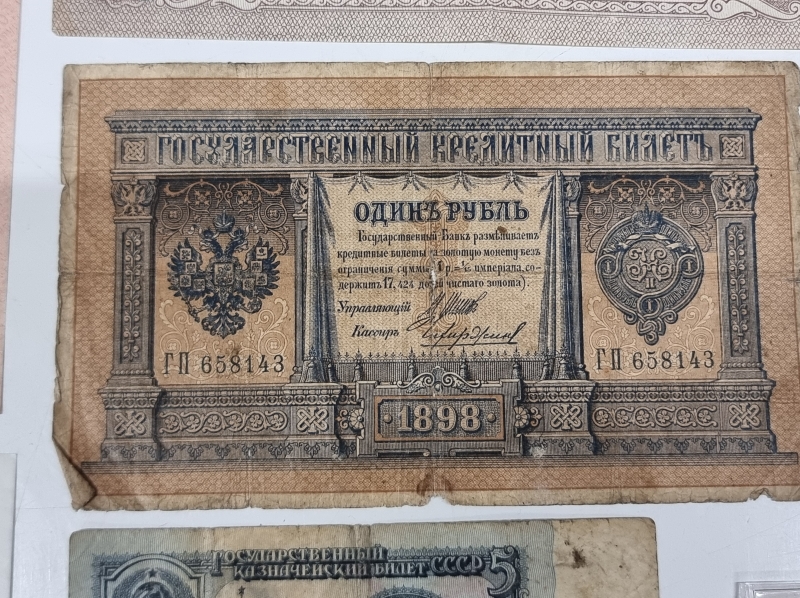 ГОСУДАРСТВЕННЫЙ КРЕДИТНЫЙ БИЛЕТЪ
ОДИНЪ РУБЛЬ
Государственный Банкъ размѣниваетъ
кредитные билеты на золотую монету безъ
ограниченія суммы (1 р.=1/15 имперіала, со-
держитъ 17,424 долей чистаго золота).
Управляющій
Кассиръ
ГП 658143
ГП 658143
1898
ГОСУДАРСТВЕННЫЙ
КАЗНАЧЕЙСКИЙ БИЛЕТ СССР
5